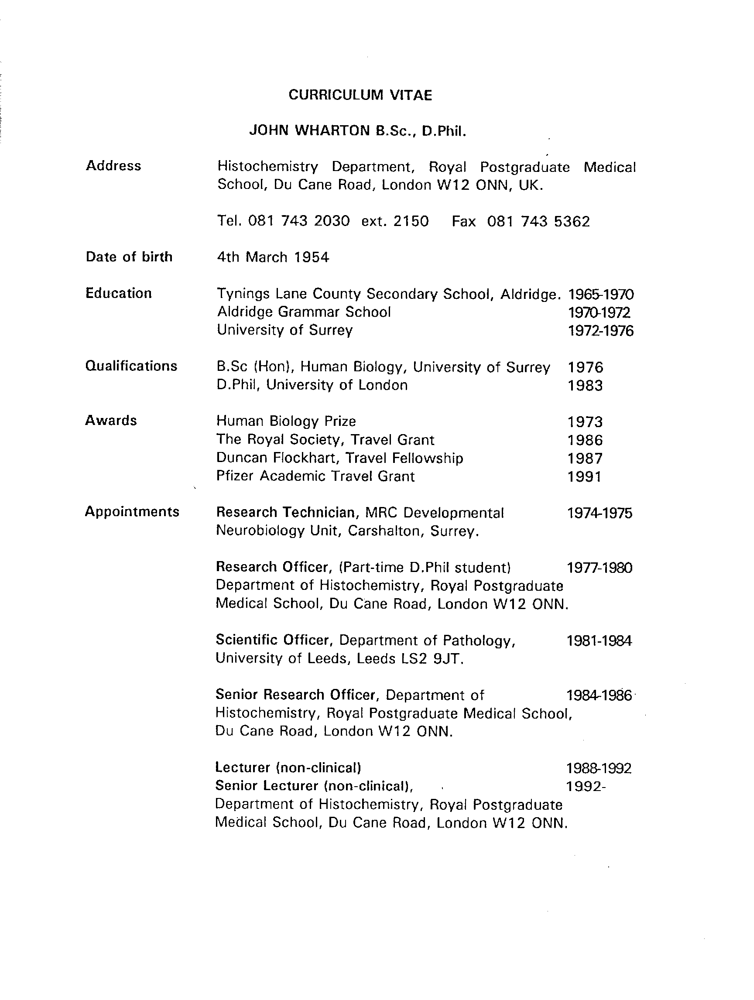 CURRICULUM VITAE
JOHN WHARTON B.Sc., D.Phil.
Address Histochemistry Department, Royal Postgraduate Medical
School, Du Cane Road, London W12 ONN, UK.
Tel. 081 743 2030 ext. 2150 Fax 081 743 5362
Date of birth 4th March 1954
Education Tynings Lane County Secondary School, Aldridge. 1965-1970
Aldridge Grammar School 1970-1972
University of Surrey 1972-1976
Qualifications B.Sc (Hon), Human Biology, University of Surrey 1976
D.Phil, University of London 1983
Awards Human Biology Prize 1973
The Royal Society, Travel Grant 1986
Duncan Flockhart, Travel Fellowship 1987
Pfizer Academic Travel Grant 1991
Appointments Research Technician, MRC Developmental 1974-1975
Neurobiology Unit, Carshalton, Surrey.
Research Officer, (Part-time D.Phil student) 1977-1980
Department of Histochemistry, Royal Postgraduate
Medical School, Du Cane Road, London W12 ONN.
Scientific Officer, Department of Pathology, 1981-1984
University of Leeds, Leeds LS2 9JT.
Senior Research Officer, Department of 1984-1986
Histochemistry, Royal Postgraduate Medical School,
Du Cane Road, London W12 ONN.
Lecturer (non-clinical) 1988-1992
Senior Lecturer (non-clinical), 1992-
Department of Histochemistry, Royal Postgraduate
Medical School, Du Cane Road, London W12 ONN.